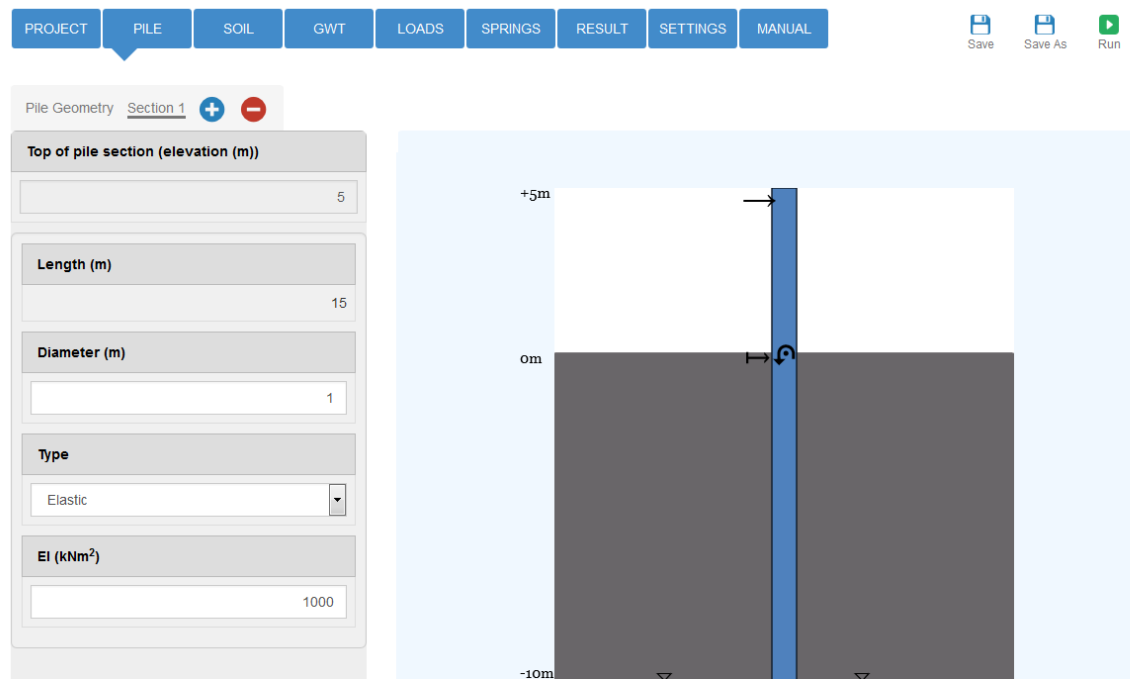 PROJECT PILE SOIL GWT LOADS SPRINGS RESULT SETTINGS MANUAL
Save Save As Run
Pile Geometry Section 1
Top of pile section (elevation (m))
5
Length (m)
15
Diameter (m)
1
Type
Elastic
EI (kNm²)
1000
+5m
0m
-10m